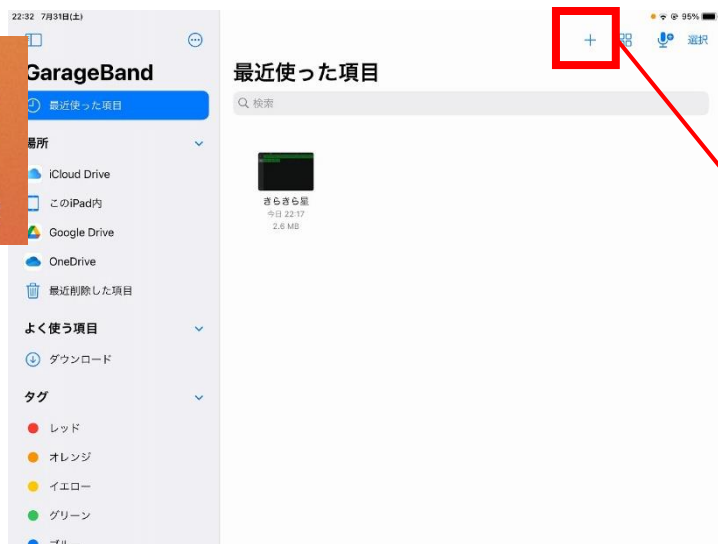 22:32 7月31日(土)
95%
GarageBand
最近使った項目
最近使った項目
検索
選択
場所
iCloud Drive
このiPad内
Google Drive
OneDrive
最近削除した項目
よく使う項目
ダウンロード
タグ
レッド
オレンジ
イエロー
グリーン
ブルー
きらきら星
今日 22:17
2.6 MB